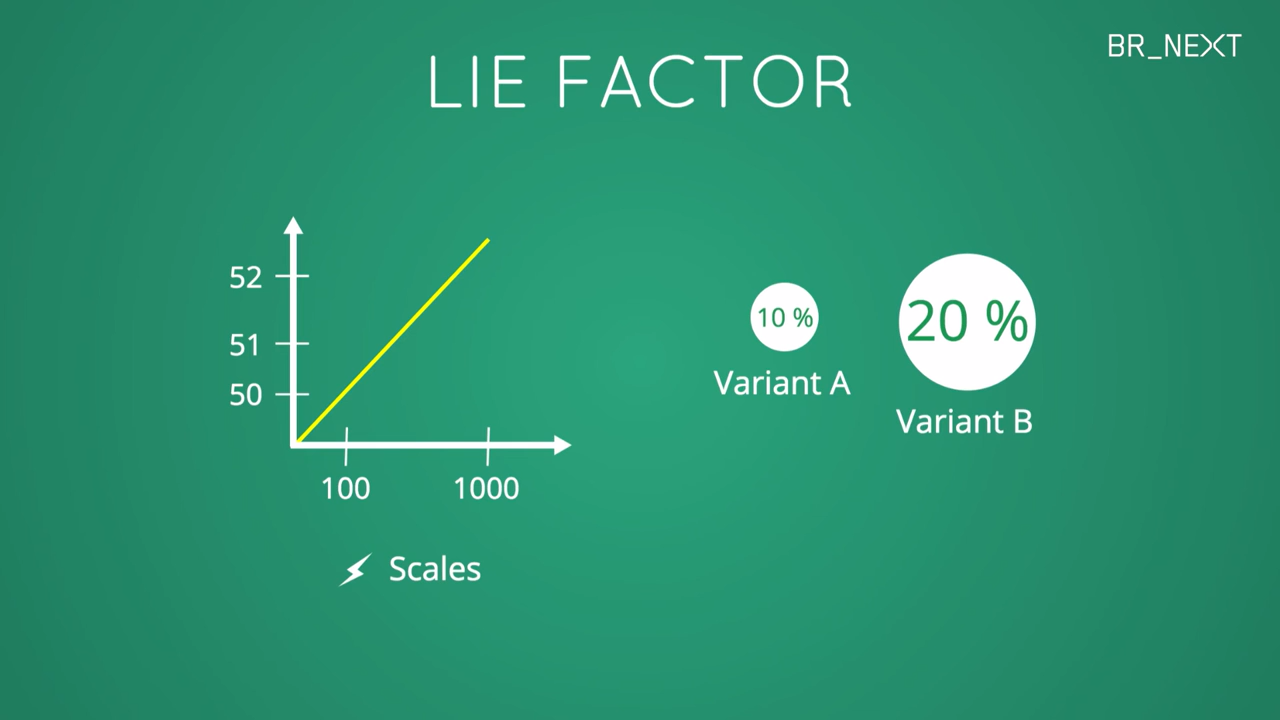 BR_NEXT
LIE FACTOR
52
51
50
100 1000
Scales
10 %
Variant A
20 %
Variant B